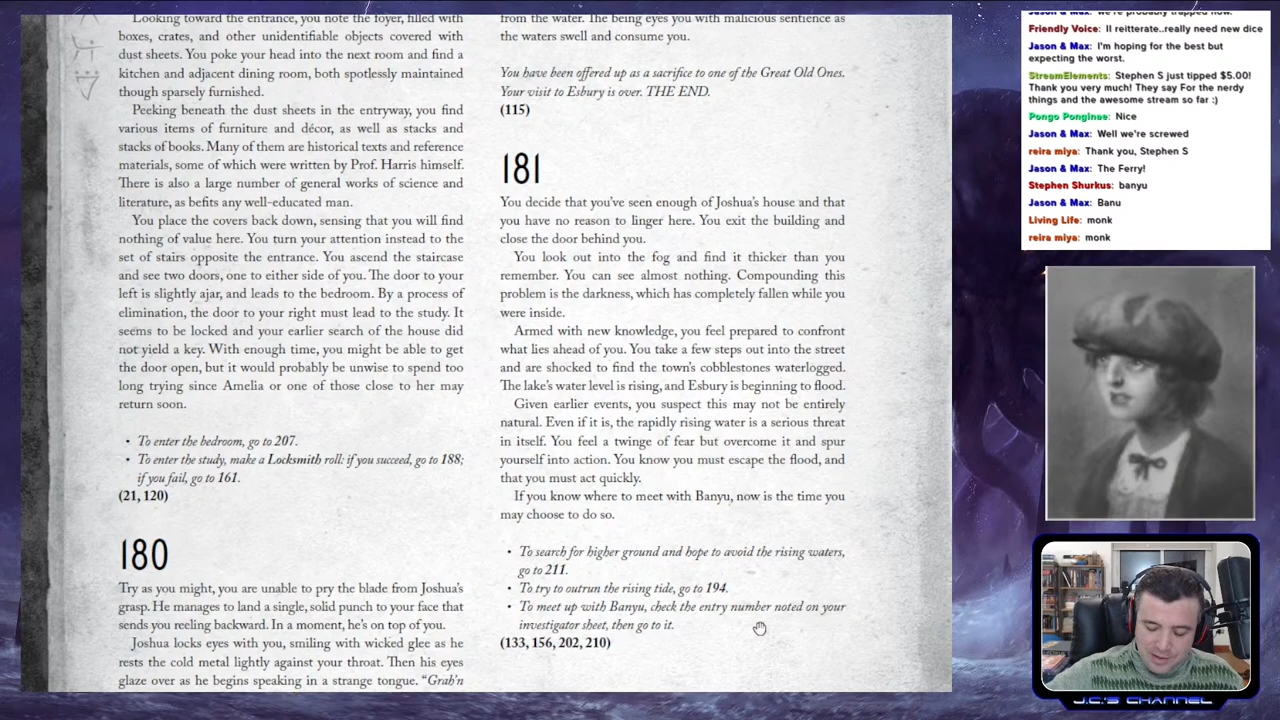 Looking toward the entrance, you note the foyer, filled with
boxes, crates, and other unidentifiable objects covered with
dust sheets. You poke your head into the next room and find a
kitchen and adjacent dining room, both spotlessly maintained
though sparsely furnished.
Peeking beneath the dust sheets in the entryway, you find
various items of furniture and décor, as well as stacks and
stacks of books. Many of them are historical texts and reference
materials, some of which were written by Robert Harris himself.
There is also a large number of general works of science and
literature, as befits any well-educated man.
You place the covers back down, suspecting you will find
nothing of value here. You turn your attention instead to the
set of stairs opposite the entrance. You ascend the staircase
and see two doors, one to either side of you. The door to your
left is slightly ajar, and leads to the bedroom. By a process of
elimination, the door to your right must lead to the study. It
seems to be locked and your earlier search of the house did
not yield a key. With enough time, you might be able to get
the door open, but it would probably be unwise to spend too
long trying since Amelia or one of those close to her may
return soon.
• To enter the bedroom, go to 207.
• To enter the study, make a Locksmith roll: if you succeed, go to 188;
if you fail, go to 161.
(21, 120)
180
Try as you might, you are unable to pry the blade from Joshua's
grasp. He manages to land a single, solid punch to your face that
sends you reeling backward. In a moment, he's on top of you.
Joshua locks eyes with you, smiling with wicked glee as he
rests the cold metal lightly against your throat. Then his eyes
glaze over as he begins speaking in a strange tongue. “Grah'n
from the water. The being eyes you with malicious sentience as
the waters swell and consume you.
You have been offered up as a sacrifice to one of the Great Old Ones.
Your visit to Esbury is over. THE END.
(115)
181
You decide that you've seen enough of Joshua's house and that
you have no reason to linger here. You exit the building and
close the door behind you.
You look out into the fog and find it thicker than you
remember. You can see almost nothing. Compounding this
problem is the darkness, which has completely fallen while you
were inside.
Armed with new knowledge, you feel prepared to confront
what lies ahead of you. You take a few steps out into the street
and are shocked to find the town's cobblestones waterlogged.
The lake's water level is rising, and Esbury is beginning to flood.
Given earlier events, you suspect this may not be entirely
natural. Even if it is, the rapidly rising water is a serious threat
in itself. You feel a twinge of fear but overcome it and spur
yourself into action. You know you must escape the flood, and
that you must act quickly.
If you know where to meet with Banyu, now is the time you
may choose to do so.
• To search for higher ground and hope to avoid the rising waters,
go to 211.
• To try to outrun the rising tide, go to 194.
• To meet up with Banyu, check the entry number noted on your
investigator sheet, then go to it.
(133, 156, 202, 210)
Jason & Max: we're probably trapped now.
Friendly Voice: II reitterate..really need new dice
Jason & Max: I'm hoping for the best but
expecting the worst.
StreamElements: Stephen S just tipped $5.00!
Thank you very much! They say For the nerdy
things and the awesome stream so far :)
Pongo Ponginae: Nice
Jason & Max: Well we're screwed
reira miya: Thank you, Stephen S
Jason & Max: The Ferry!
Stephen Shurkus: banyu
Jason & Max: Banu
Living Life: monk
reira miya: monk
J.C.'S CHANNEL